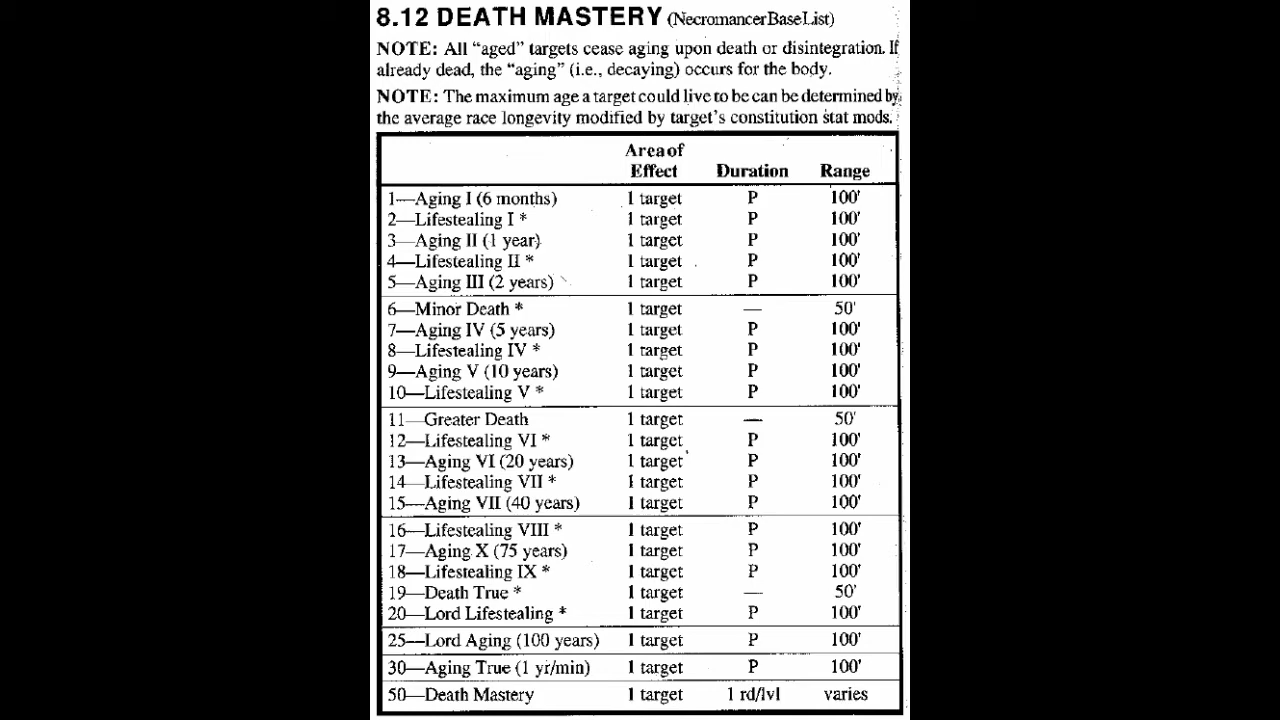 8.12 DEATH MASTERY (Necromancer Base List)
NOTE: All “aged” targets cease aging upon death or disintegration. If
already dead, the “aging” (i.e., decaying) occurs for the body.
NOTE: The maximum age a target could live to be can be determined by
the average race longevity modified by target’s constitution stat mods.
Area of
Effect Duration Range
1—Aging I (6 months) 1 target P 100'
2—Lifestealing I * 1 target P 100'
3—Aging II (1 year) 1 target P 100'
4—Lifestealing II * 1 target P 100'
5—Aging III (2 years) 1 target P 100'
6—Minor Death * 1 target — 50'
7—Aging IV (5 years) 1 target P 100'
8—Lifestealing IV * 1 target P 100'
9—Aging V (10 years) 1 target P 100'
10—Lifestealing V * 1 target P 100'
11—Greater Death 1 target — 50'
12—Lifestealing VI * 1 target P 100'
13—Aging VI (20 years) 1 target P 100'
14—Lifestealing VII * 1 target P 100'
15—Aging VII (40 years) 1 target P 100'
16—Lifestealing VIII * 1 target P 100'
17—Aging X (75 years) 1 target P 100'
18—Lifestealing IX * 1 target P 100'
19—Death True * 1 target — 50'
20—Lord Lifestealing * 1 target P 100'
25—Lord Aging (100 years) 1 target P 100'
30—Aging True (1 yr/min) 1 target P 100'
50—Death Mastery 1 target 1 rd/lvl varies